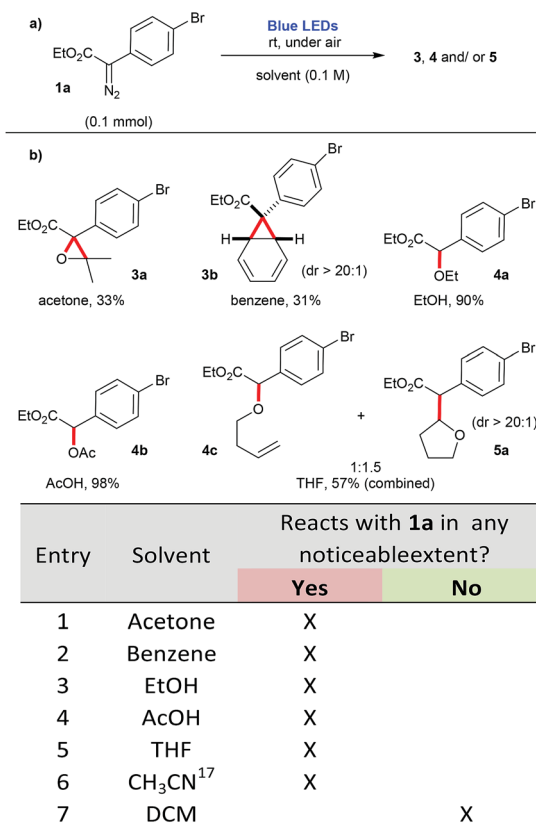 a)
Br
EtO₂C
N₂
1a
(0.1 mmol)
Blue LEDs
rt, under air
solvent (0.1 M)
3, 4 and/ or 5
b)
Br
EtO₂C
O
3a
acetone, 33%
Br
EtO₂C
H
H
3b
(dr > 20:1)
benzene, 31%
Br
EtO₂C
OEt
4a
EtOH, 90%
Br
EtO₂C
OAc
4b
AcOH, 98%
Br
EtO₂C
O
4c
+
Br
EtO₂C
O
(dr > 20:1)
5a
1:1.5
THF, 57% (combined)
Reacts with 1a in any
Entry Solvent noticeableextent?
Yes No
1 Acetone X
2 Benzene X
3 EtOH X
4 AcOH X
5 THF X
6 CH₃CN¹⁷ X
7 DCM X